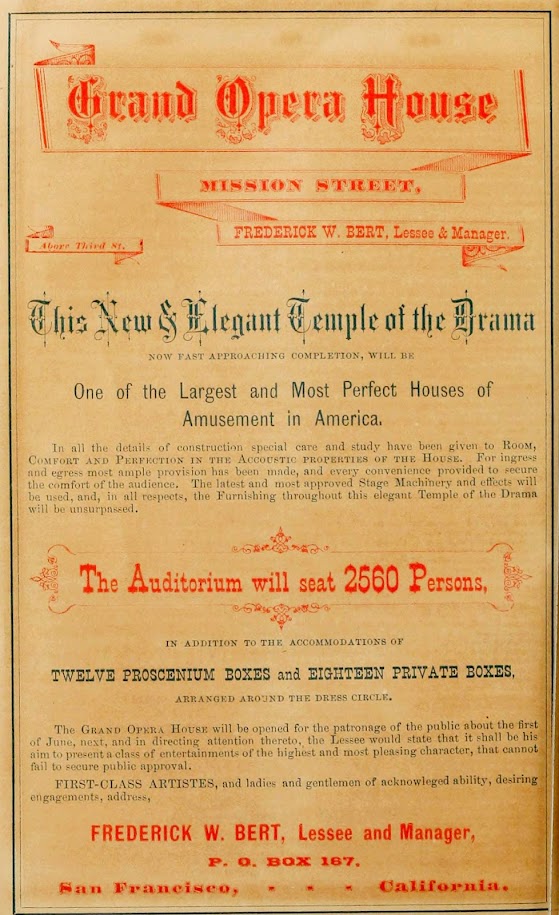 Grand Opera House
MISSION STREET,
FREDERICK W. BERT, Lessee & Manager.
Above Third St.
This New & Elegant Temple of the Drama
NOW FAST APPROACHING COMPLETION, WILL BE
One of the Largest and Most Perfect Houses of
Amusement in America.
In all the details of construction special care and study have been given to ROOM,
COMFORT AND PERFECTION IN THE ACCOUSTIC PROPERTIES OF THE HOUSE. For ingress
and egress most ample provision has been made, and every convenience provided to secure
the comfort of the audience. The latest and most approved Stage Machinery and effects will
be used, and, in all respects, the Furnishing throughout this elegant Temple of the Drama
will be unsurpassed.
The Auditorium will seat 2560 Persons,
IN ADDITION TO THE ACCOMMODATIONS OF
TWELVE PROSCENIUM BOXES and EIGHTEEN PRIVATE BOXES,
ARRANGED AROUND THE DRESS CIRCLE.
The GRAND OPERA HOUSE will be opened for the patronage of the public about the first
of June, next, and in directing attention thereto, the Lessee would state that it shall be his
aim to present a class of entertainments of the highest and most pleasing character, that cannot
fail to secure public approval.
FIRST-CLASS ARTISTES, and ladies and gentlemen of acknowleged ability, desiring
engagements, address,
FREDERICK W. BERT, Lessee and Manager,
P. O. BOX 187.
San Francisco, - - - California.